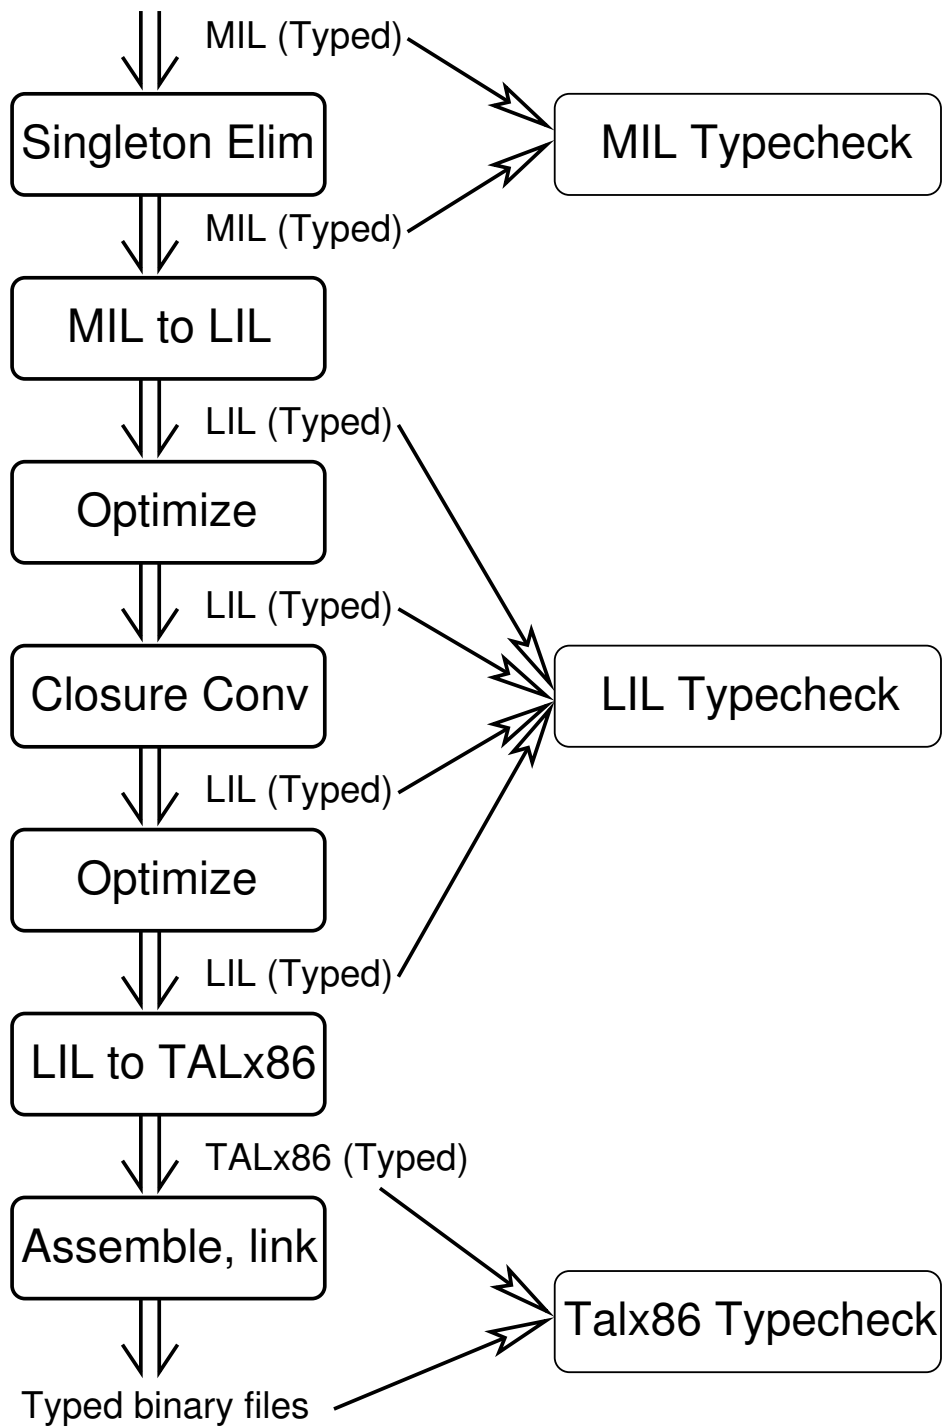 MIL (Typed)
Singleton Elim
MIL Typecheck
MIL (Typed)
MIL to LIL
LIL (Typed)
Optimize
LIL (Typed)
Closure Conv
LIL Typecheck
LIL (Typed)
Optimize
LIL (Typed)
LIL to TALx86
TALx86 (Typed)
Assemble, link
Talx86 Typecheck
Typed binary files